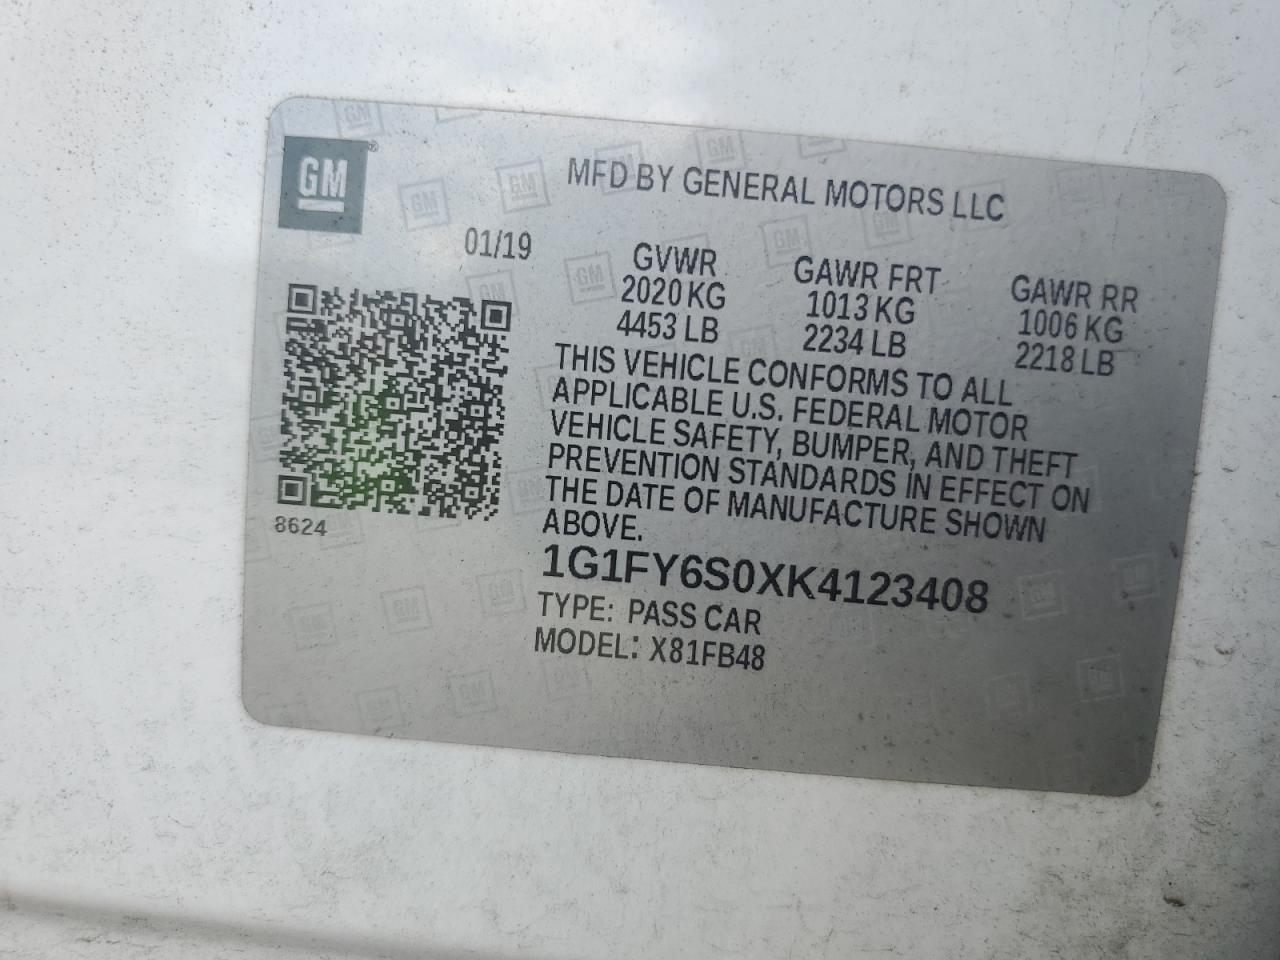 GM
MFD BY GENERAL MOTORS LLC
01/19
GVWR
2020 KG
4453 LB
GAWR FRT
1013 KG
2234 LB
GAWR RR
1006 KG
2218 LB
THIS VEHICLE CONFORMS TO ALL
APPLICABLE U.S. FEDERAL MOTOR
VEHICLE SAFETY, BUMPER, AND THEFT
PREVENTION STANDARDS IN EFFECT ON
THE DATE OF MANUFACTURE SHOWN
ABOVE.
8624
1G1FY6S0XK4123408
TYPE: PASS CAR
MODEL: X81FB48